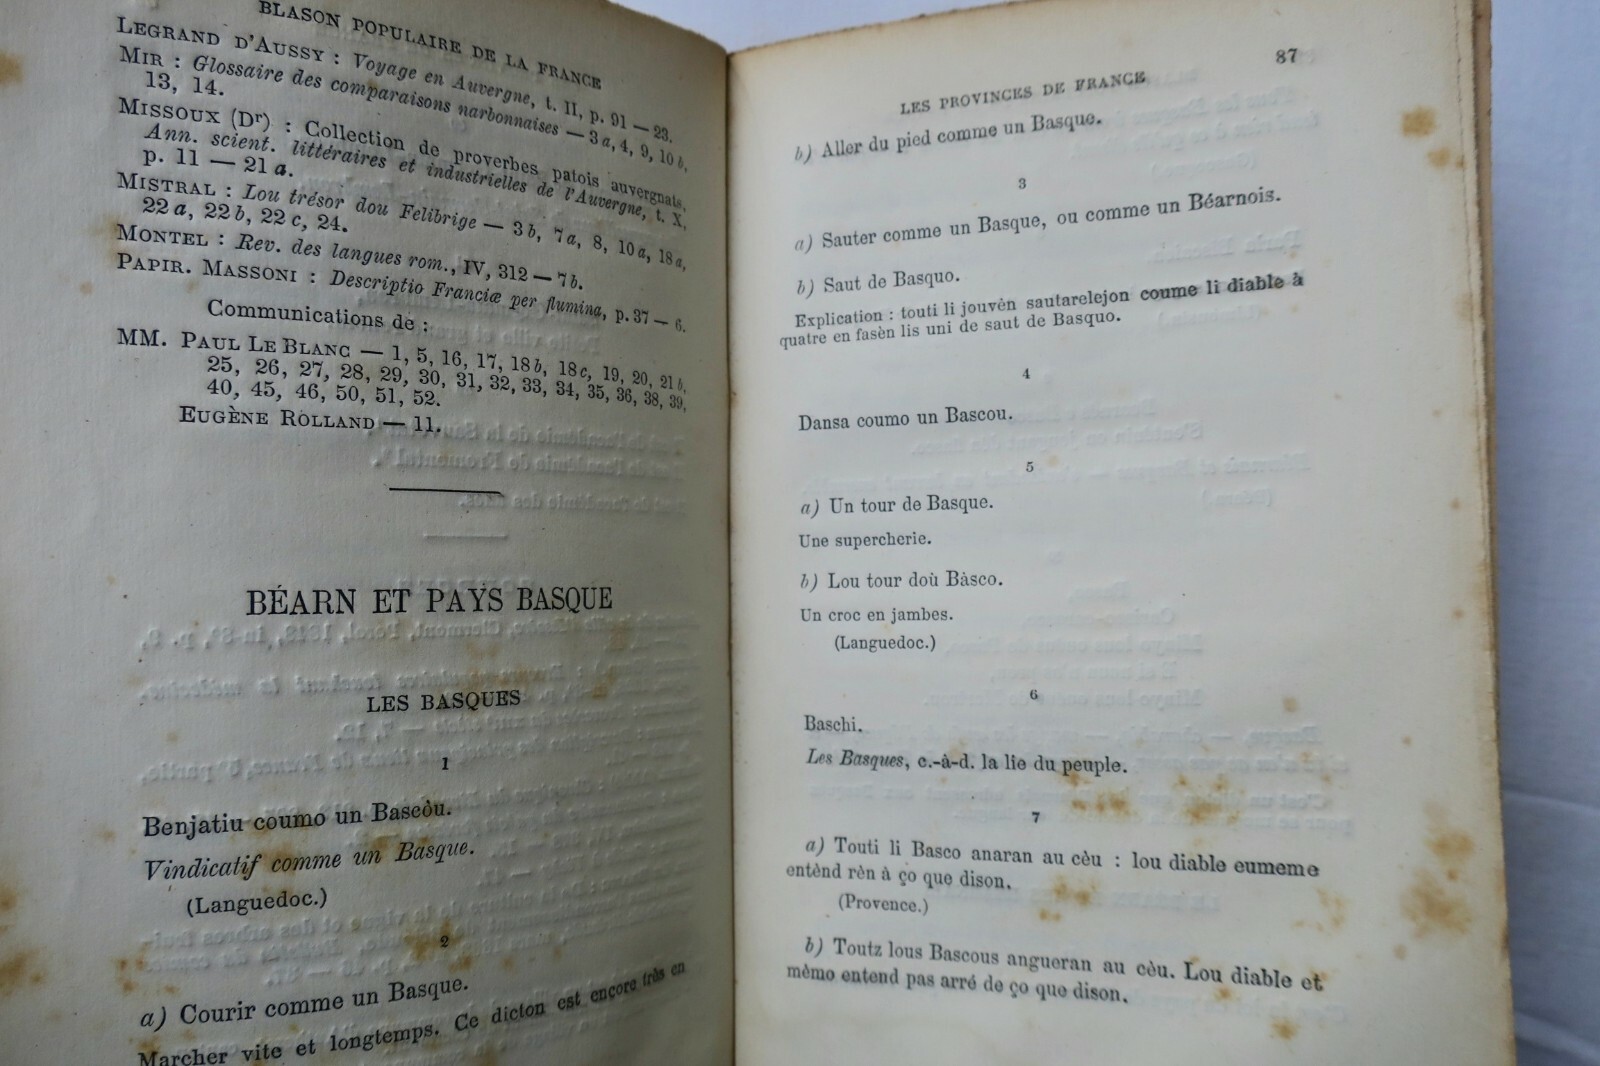 BLASON POPULAIRE DE LA FRANCE
LEGRAND D'AUSSY : Voyage en Auvergne, t. II, p. 91 — 23.
MIR : Glossaire des comparaisons narbonnaises — 3 a, 4, 9, 10 b,
13, 14.
MISSOUX (Dr) : Collection de proverbes patois auvergnats,
Ann. scient. littéraires et industrielles de l'Auvergne, t. X,
p. 11 — 21 a.
MISTRAL : Lou trésor dou Felibrige — 3 b, 7 a, 8, 10 a, 18 a,
22 a, 22 b, 22 c, 24.
MONTEL : Rev. des langues rom., IV, 312 — 7 b.
PAPIR. MASSONI : Descriptio Franciæ per flumina, p. 37 — 6.
Communications de :
MM. PAUL LE BLANC — 1, 5, 16, 17, 18 b, 18 c, 19, 20, 21 b,
25, 26, 27, 28, 29, 30, 31, 32, 33, 34, 35, 36, 38, 39,
40, 45, 46, 50, 51, 52.
EUGÈNE ROLLAND — 11.
BÉARN ET PAYS BASQUE
LES BASQUES
1
Benjatiu coumo un Bascòu.
Vindicatif comme un Basque.
(Languedoc.)
2
a) Courir comme un Basque.
Marcher vite et longtemps. Ce dicton est encore très en
LES PROVINCES DE FRANCE
87
b) Aller du pied comme un Basque.
3
a) Sauter comme un Basque, ou comme un Béarnois.
b) Saut de Basquo.
Explication : touti li jouvèn sautarelejon coume li diable à
quatre en fasèn lis uni de saut de Basquo.
4
Dansa coumo un Bascou.
5
a) Un tour de Basque.
Une supercherie.
b) Lou tour doù Bàsco.
Un croc en jambes.
(Languedoc.)
6
Baschi.
Les Basques, c.-à-d. la lie du peuple.
7
a) Touti li Basco anaran au cèu : lou diable eumeme
entènd rèn à ço que dison.
(Provence.)
b) Toutz lous Bascous angueran au cèu. Lou diable et
mèmo entend pas arré de ço que dison.